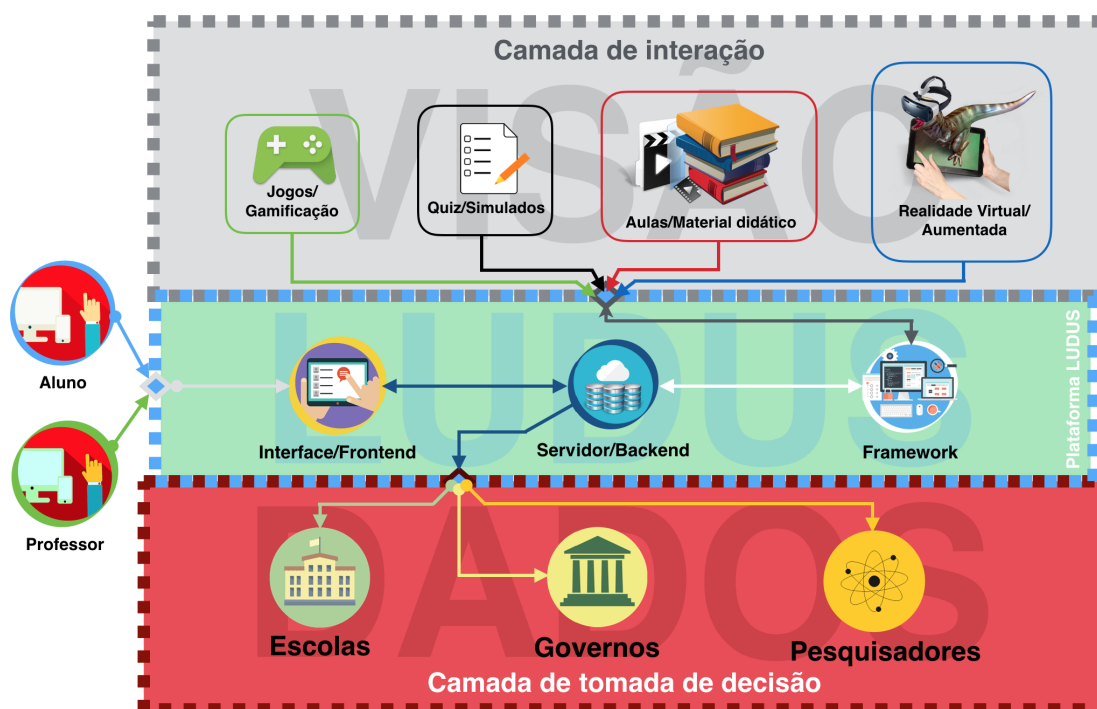 Camada de interação
VISÃO
Jogos/
Gamificação
Quiz/Simulados
Aulas/Material didático
Realidade Virtual/
Aumentada
Aluno
Professor
LUDUS
Plataforma LUDUS
Interface/Frontend
Servidor/Backend
Framework
DADOS
Escolas
Governos
Pesquisadores
Camada de tomada de decisão